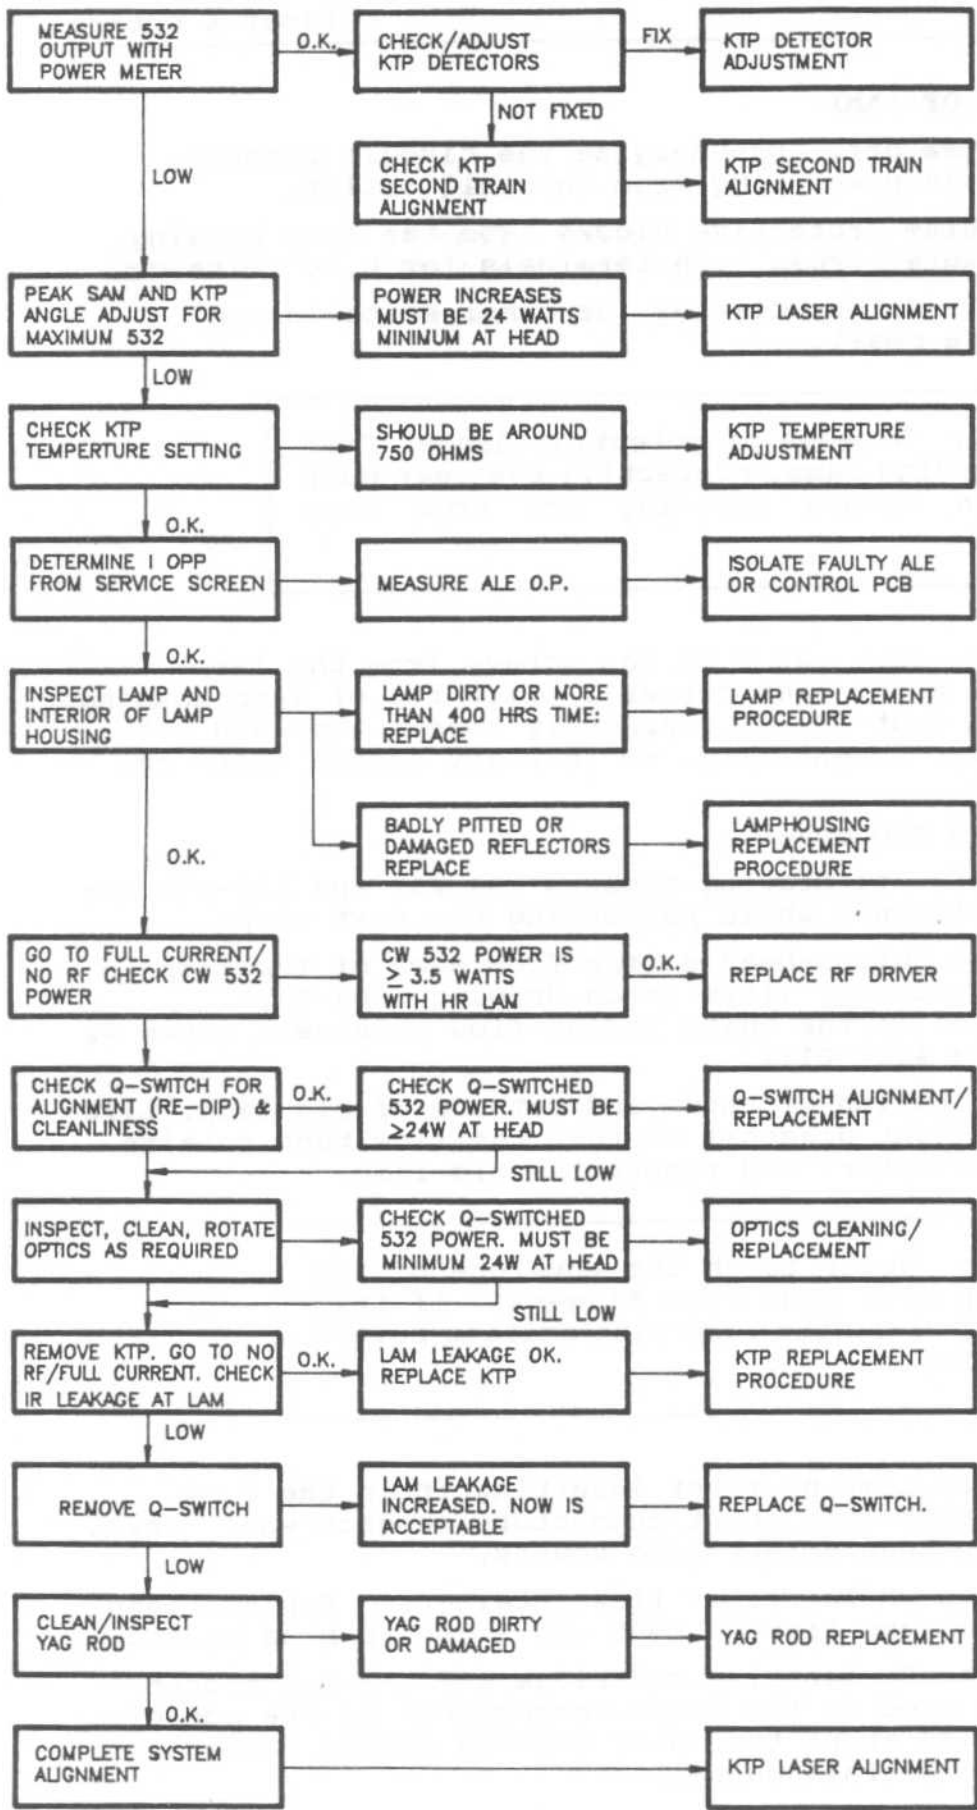 MEASURE 532
OUTPUT WITH
POWER METER
O.K.
CHECK/ADJUST
KTP DETECTORS
FIX
KTP DETECTOR
ADJUSTMENT
NOT FIXED
LOW
CHECK KTP
SECOND TRAIN
ALIGNMENT
KTP SECOND TRAIN
ALIGNMENT
PEAK SAM AND KTP
ANGLE ADJUST FOR
MAXIMUM 532
POWER INCREASES
MUST BE 24 WATTS
MINIMUM AT HEAD
KTP LASER ALIGNMENT
LOW
CHECK KTP
TEMPERTURE SETTING
SHOULD BE AROUND
750 OHMS
KTP TEMPERTURE
ADJUSTMENT
O.K.
DETERMINE I OPP
FROM SERVICE SCREEN
MEASURE ALE O.P.
ISOLATE FAULTY ALE
OR CONTROL PCB
O.K.
INSPECT LAMP AND
INTERIOR OF LAMP
HOUSING
LAMP DIRTY OR MORE
THAN 400 HRS TIME:
REPLACE
LAMP REPLACEMENT
PROCEDURE
BADLY PITTED OR
DAMAGED REFLECTORS
REPLACE
LAMPHOUSING
REPLACEMENT
PROCEDURE
O.K.
GO TO FULL CURRENT/
NO RF CHECK CW 532
POWER
CW 532 POWER IS
≥ 3.5 WATTS
WITH HR LAM
O.K.
REPLACE RF DRIVER
CHECK Q-SWITCH FOR
ALIGNMENT (RE-DIP) &
CLEANLINESS
O.K.
CHECK Q-SWITCHED
532 POWER. MUST BE
≥24W AT HEAD
Q-SWITCH ALIGNMENT/
REPLACEMENT
STILL LOW
INSPECT, CLEAN, ROTATE
OPTICS AS REQUIRED
CHECK Q-SWITCHED
532 POWER. MUST BE
MINIMUM 24W AT HEAD
OPTICS CLEANING/
REPLACEMENT
STILL LOW
REMOVE KTP. GO TO NO
RF/FULL CURRENT. CHECK
IR LEAKAGE AT LAM
O.K.
LAM LEAKAGE OK.
REPLACE KTP
KTP REPLACEMENT
PROCEDURE
LOW
REMOVE Q-SWITCH
LAM LEAKAGE
INCREASED. NOW IS
ACCEPTABLE
REPLACE Q-SWITCH.
LOW
CLEAN/INSPECT
YAG ROD
YAG ROD DIRTY
OR DAMAGED
YAG ROD REPLACEMENT
O.K.
COMPLETE SYSTEM
ALIGNMENT
KTP LASER ALIGNMENT